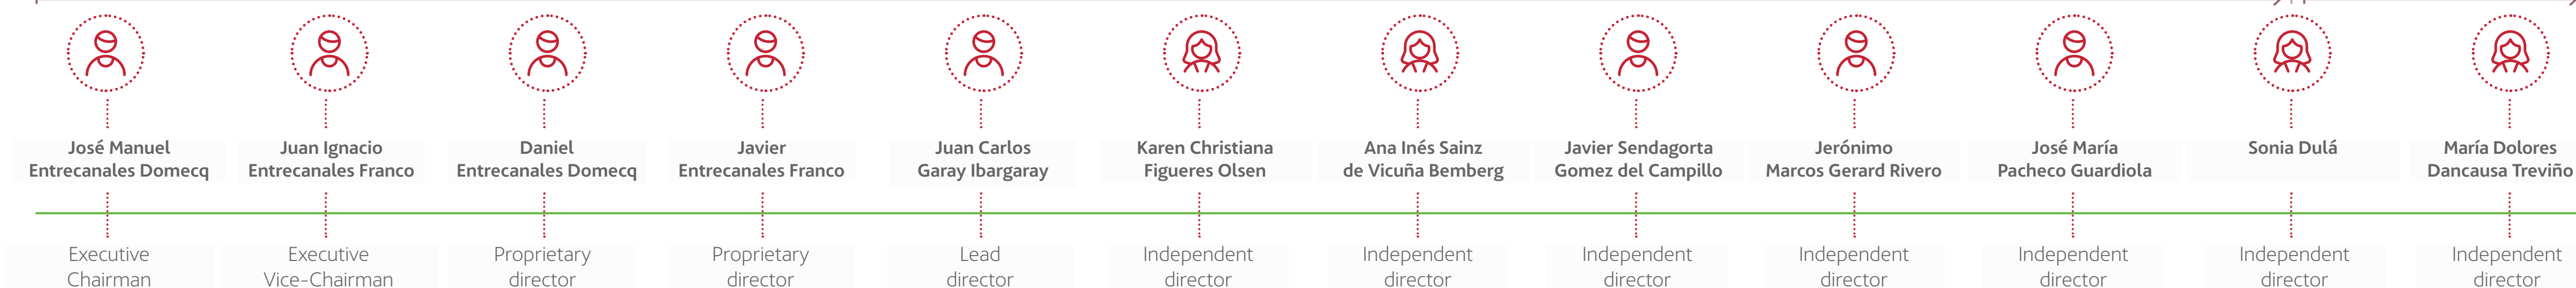 José Manuel
Entrecanales Domecq
Juan Ignacio
Entrecanales Franco
Daniel
Entrecanales Domecq
Javier
Entrecanales Franco
Juan Carlos
Garay Ibargaray
Karen Christiana
Figueres Olsen
Ana Inés Sainz
de Vicuña Bemberg
Javier Sendagorta
Gomez del Campillo
Jerónimo
Marcos Gerard Rivero
José María
Pacheco Guardiola
Sonia Dulá
María Dolores
Dancausa Treviño
Executive
Chairman
Executive
Vice-Chairman
Proprietary
director
Proprietary
director
Lead
director
Independent
director
Independent
director
Independent
director
Independent
director
Independent
director
Independent
director
Independent
director